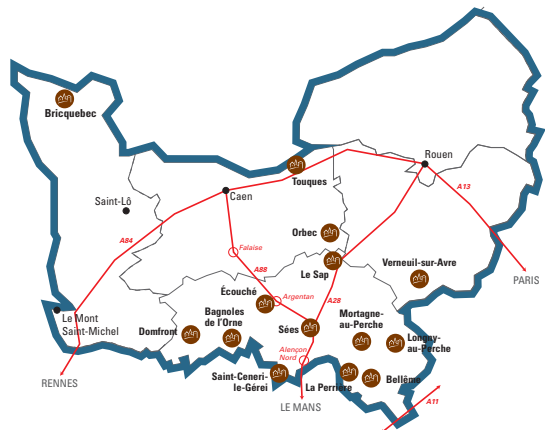 Bricquebec
Rouen
Touques
A13
Caen
Saint-Lô
Orbec
A84
Falaise
Le Sap
A88
Verneuil-sur-Avre
PARIS
Écouché
Argentan
A28
Le Mont
Saint-Michel
Bagnoles
de l'Orne
Mortagne-
au-Perche
Domfront
Sées
Longny-
au-Perche
Alençon
Nord
Saint-Ceneri-
le-Gérei
La Perrière
Bellême
RENNES
LE MANS
A11